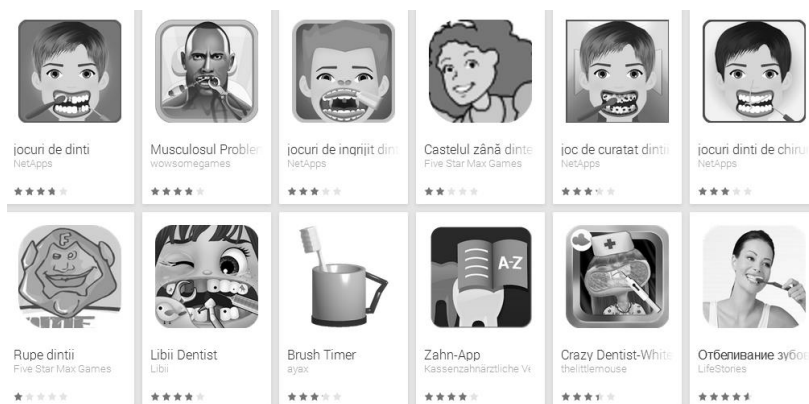 jocuri de dinti
NetApps
Musculosul Problem
wowsomegames
jocuri de ingrijit dint
NetApps
Castelul zână dinte
Five Star Max Games
joc de curatat dintii
NetApps
jocuri dinti de chiru
NetApps
F
A-Z
Rupe dintii
Five Star Max Games
Libii Dentist
Libii
Brush Timer
ayax
Zahn-App
Kassenzahnärztliche Ve
Crazy Dentist-White
thelittlemouse
Отбеливание зубо
LifeStories